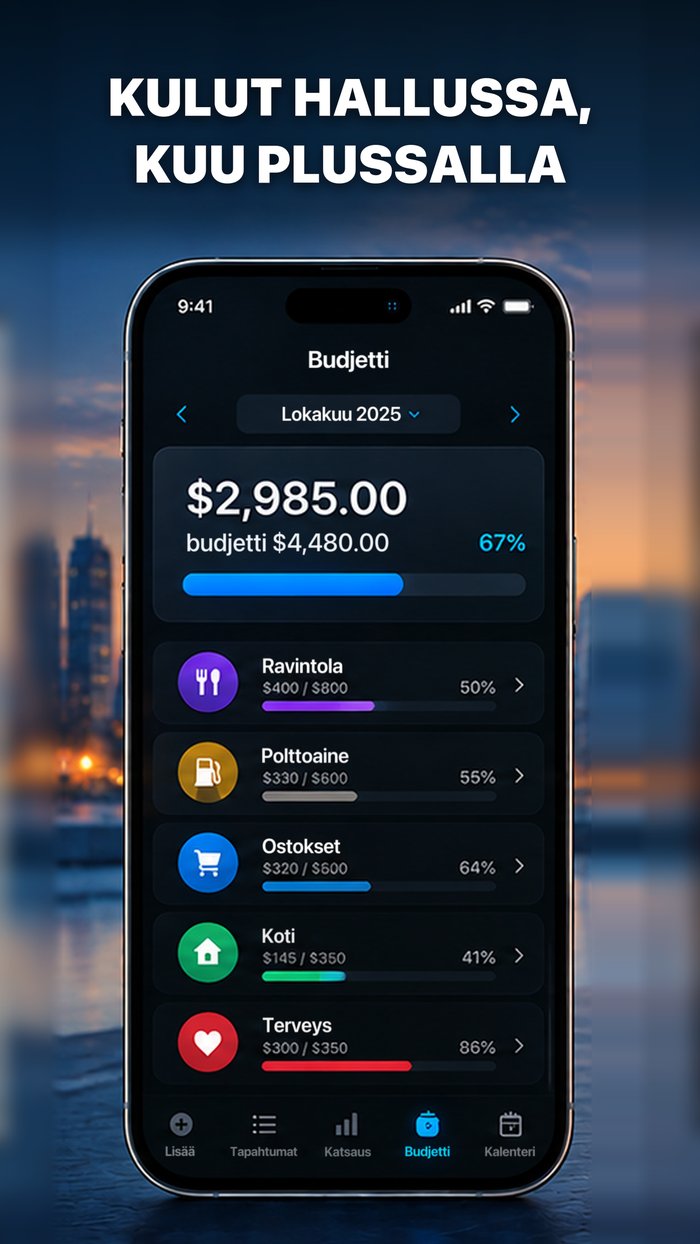 KULUT HALLUSSA,
KUU PLUSSALLA
9:41
Budjetti
Lokakuu 2025
$2,985.00
budjetti $4,480.00
67%
Ravintola
$400 / $800
50%
Polttoaine
$330 / $600
55%
Ostokset
$320 / $600
64%
Koti
$145 / $350
41%
Terveys
$300 / $350
86%
Lisää
Tapahtumat
Katsaus
Budjetti
Kalenteri